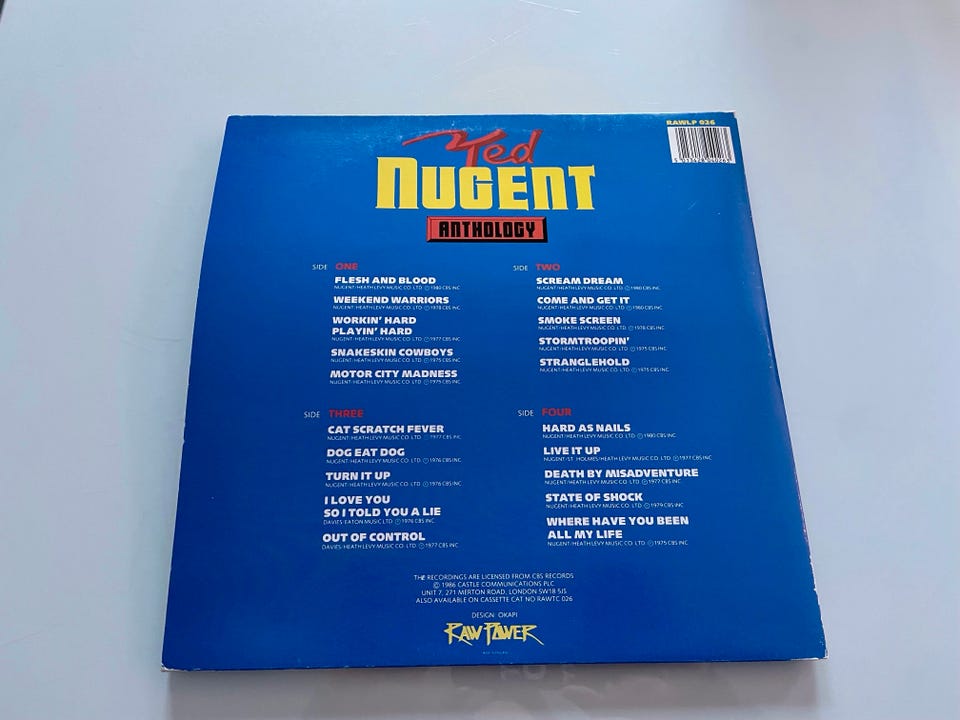 RAWLP 026
Ted
NUGENT
ANTHOLOGY
SIDE ONE
FLESH AND BLOOD
NUGENT·HEATH LEVY MUSIC CO. LTD. ℗1980 CBS INC
WEEKEND WARRIORS
NUGENT·HEATH LEVY MUSIC CO. LTD. ℗1978 CBS INC
WORKIN' HARD
PLAYIN' HARD
NUGENT·HEATH LEVY MUSIC CO. LTD. ℗1977 CBS INC
SNAKESKIN COWBOYS
NUGENT·HEATH LEVY MUSIC CO. LTD. ℗1975 CBS INC
MOTOR CITY MADNESS
NUGENT·HEATH LEVY MUSIC CO. LTD. ℗1975 CBS INC
SIDE TWO
SCREAM DREAM
NUGENT·HEATH LEVY MUSIC CO. LTD. ℗1980 CBS INC
COME AND GET IT
NUGENT·HEATH LEVY MUSIC CO. LTD. ℗1980 CBS INC
SMOKE SCREEN
NUGENT·HEATH LEVY MUSIC CO. LTD. ℗1978 CBS INC
STORMTROOPIN'
NUGENT·HEATH LEVY MUSIC CO. LTD. ℗1975 CBS INC
STRANGLEHOLD
NUGENT·HEATH LEVY MUSIC CO. LTD. ℗1975 CBS INC
SIDE THREE
CAT SCRATCH FEVER
NUGENT·HEATH LEVY MUSIC CO. LTD. ℗1977 CBS INC
DOG EAT DOG
NUGENT·HEATH LEVY MUSIC CO. LTD. ℗1976 CBS INC
TURN IT UP
NUGENT·HEATH LEVY MUSIC CO. LTD. ℗1976 CBS INC
I LOVE YOU
SO I TOLD YOU A LIE
DAVIES·EATON MUSIC LTD. ℗1976 CBS INC
OUT OF CONTROL
DAVIES·HEATH LEVY MUSIC CO. LTD. ℗1977 CBS INC
SIDE FOUR
HARD AS NAILS
NUGENT·HEATH LEVY MUSIC CO. LTD. ℗1980 CBS INC
LIVE IT UP
NUGENT/ST. HOLMES/HEATH LEVY MUSIC CO. LTD. ℗1977 CBS INC
DEATH BY MISADVENTURE
NUGENT·HEATH LEVY MUSIC CO. LTD. ℗1977 CBS INC
STATE OF SHOCK
NUGENT·HEATH LEVY MUSIC CO. LTD. ℗1979 CBS INC
WHERE HAVE YOU BEEN
ALL MY LIFE
NUGENT·HEATH LEVY MUSIC CO. LTD. ℗1975 CBS INC
THE RECORDINGS ARE LICENSED FROM CBS RECORDS
© 1986 CASTLE COMMUNICATIONS PLC
UNIT 7, 271 MERTON ROAD, LONDON SW18 5JS
ALSO AVAILABLE ON CASSETTE CAT NO RAWTC 026
DESIGN: OKAPI
RAW POWER